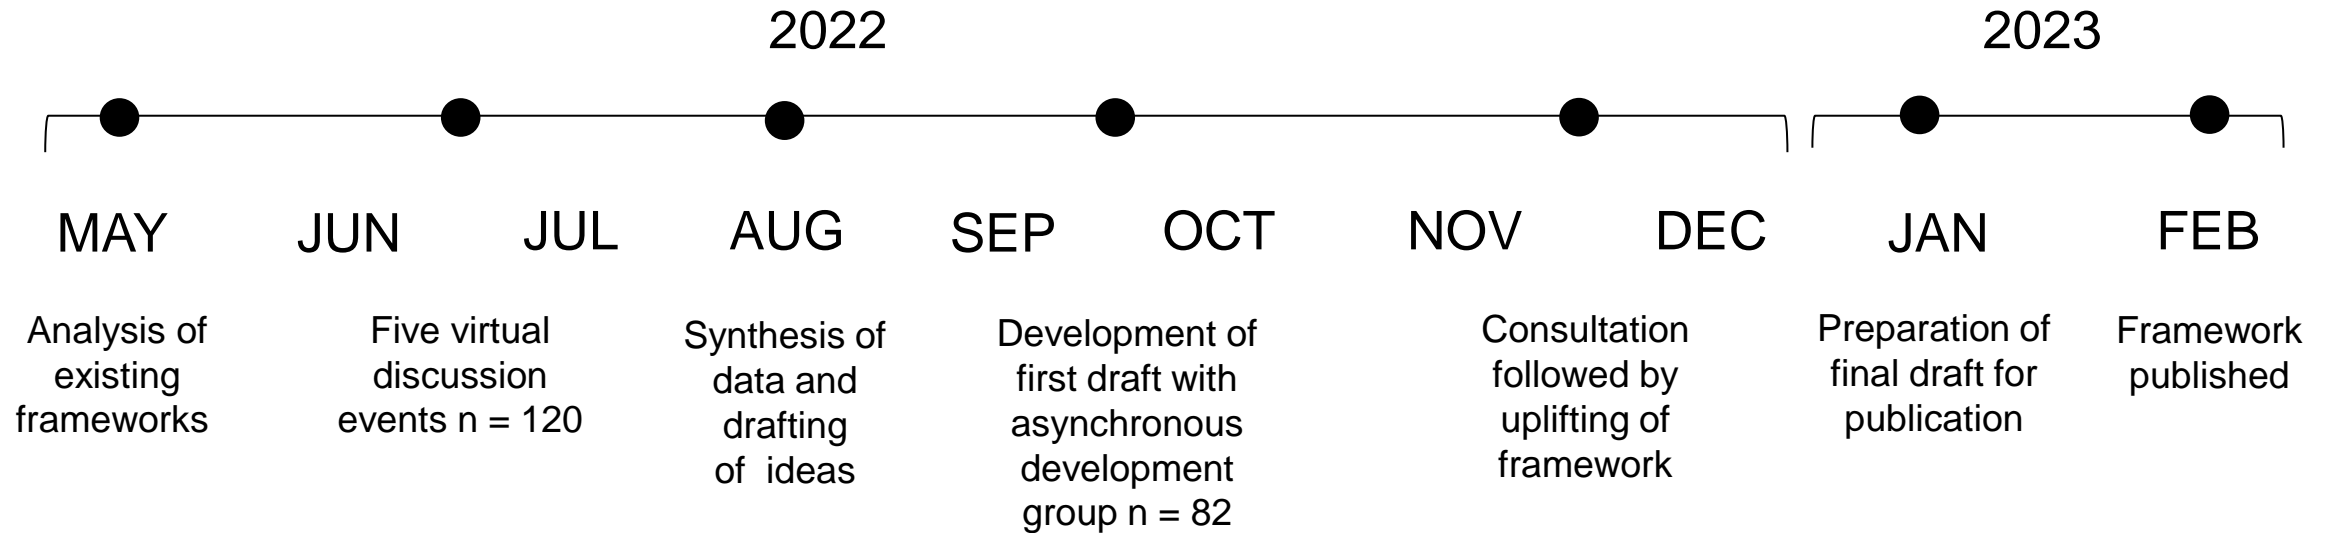 2022
2023
MAY
JUN
JUL
AUG
SEP
OCT
NOV
DEC
JAN
FEB
Analysis of
existing
frameworks
Five virtual
discussion
events n = 120
Synthesis of
data and
drafting
of  ideas
Development of
first draft with
asynchronous
development
group n = 82
Consultation
followed by
uplifting of
framework
Preparation of
final draft for
publication
Framework
published